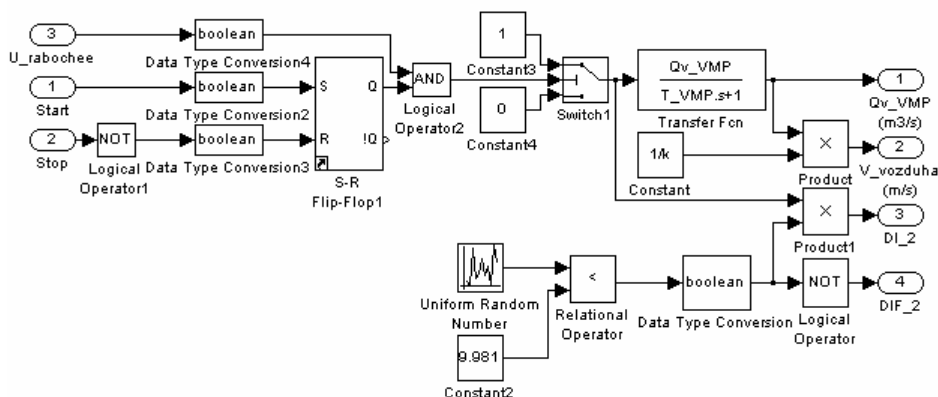 3
U_rabochee
boolean
Data Type Conversion4
1
Start
boolean
Data Type Conversion2
2
Stop
NOT
Logical
Operator1
boolean
Data Type Conversion3
S
Q
R
!Q
S-R
Flip-Flop1
AND
Logical
Operator2
1
Constant3
0
Constant4
Switch1
Qv_VMP
T_VMP.s+1
Transfer Fcn
1
Qv_VMP
(m3/s)
1/k
Constant
×
Product
2
V_vozduha
(m/s)
×
Product1
3
DI_2
Uniform Random
Number
9.981
Constant2
<
Relational
Operator
boolean
Data Type Conversion
NOT
Logical
Operator
4
DIF_2